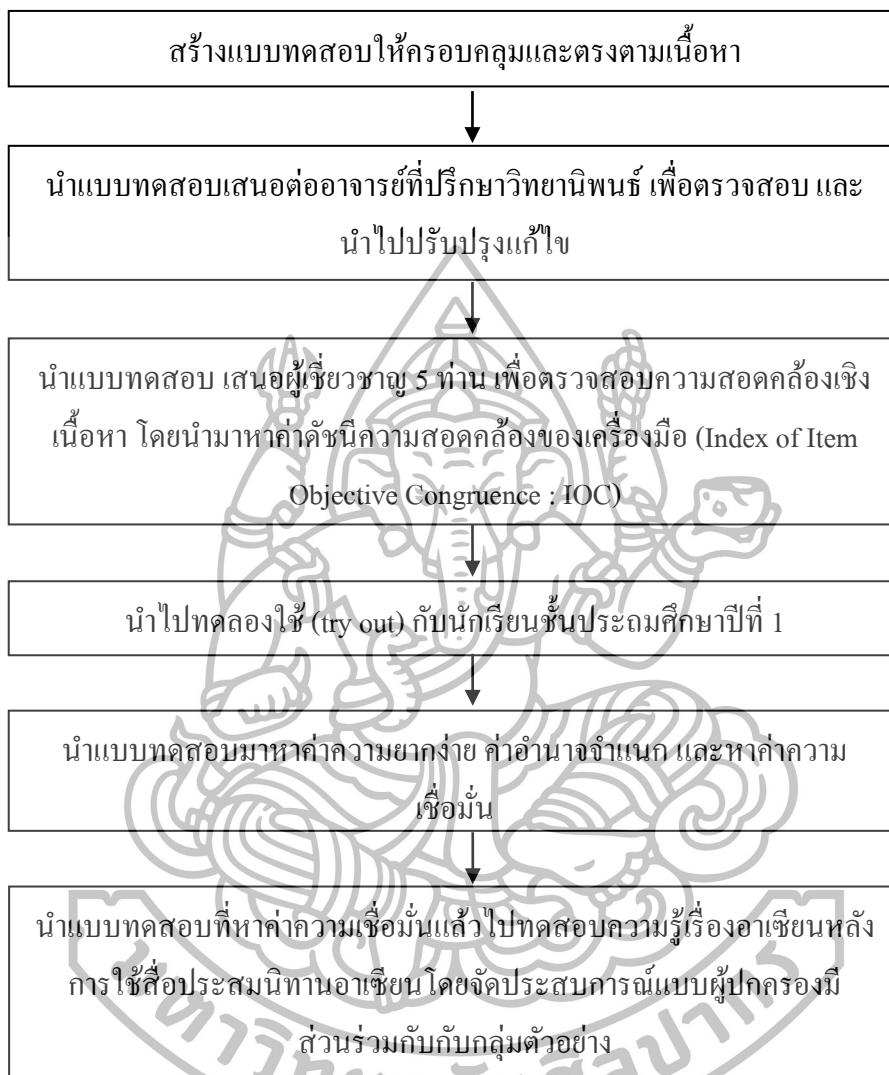 สร้างแบบทดสอบให้ครอบคลุมและตรงตามเนื้อหา
นำแบบทดสอบเสนอต่ออาจารย์ที่ปรึกษาวิทยานิพนธ์ เพื่อตรวจสอบ และ
นำไปปรับปรุงแก้ไข
นำแบบทดสอบ เสนอผู้เชี่ยวชาญ 5 ท่าน เพื่อตรวจสอบความสอดคล้องเชิง
เนื้อหา โดยนำมาหาค่าดัชนีความสอดคล้องของเครื่องมือ (Index of Item
Objective Congruence : IOC)
นำไปทดลองใช้ (try out) กับนักเรียนชั้นประถมศึกษาปีที่ 1
นำแบบทดสอบมาหาค่าความยากง่าย ค่าอำนาจจำแนก และหาค่าความ
เชื่อมั่น
นำแบบทดสอบที่หาค่าความเชื่อมั่นแล้วไปทดสอบความรู้เรื่องอาเซียนหลัง
การใช้สื่อประสมนิทานอาเซียนโดยจัดประสบการณ์แบบผู้ปกครองมี
ส่วนร่วมกับกับกลุ่มตัวอย่าง